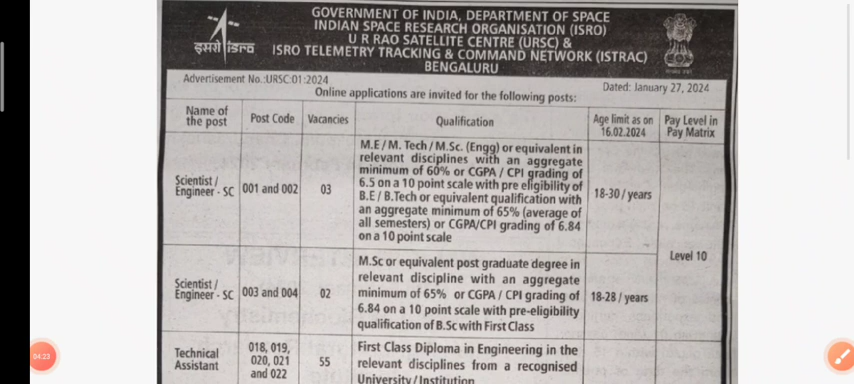 GOVERNMENT OF INDIA, DEPARTMENT OF SPACE
INDIAN SPACE RESEARCH ORGANISATION (ISRO)
U R RAO SATELLITE CENTRE (URSC) &
ISRO TELEMETRY TRACKING & COMMAND NETWORK (ISTRAC)
BENGALURU
इसरो isro
Advertisement No.:URSC:01:2024
Dated: January 27, 2024
Online applications are invited for the following posts:
Name of the post
Post Code
Vacancies
Qualification
Age limit as on 16.02.2024
Pay Level in Pay Matrix
Scientist / Engineer - SC
001 and 002
03
M.E / M. Tech / M.Sc. (Engg) or equivalent in
relevant disciplines with an aggregate
minimum of 60% or CGPA / CPI grading of
6.5 on a 10 point scale with pre eligibility of
B.E / B.Tech or equivalent qualification with
an aggregate minimum of 65% (average of
all semesters) or CGPA/CPI grading of 6.84
on a 10 point scale
18-30 / years
Level 10
Scientist / Engineer - SC
003 and 004
02
M.Sc or equivalent post graduate degree in
relevant discipline with an aggregate
minimum of 65% or CGPA / CPI grading of
6.84 on a 10 point scale with pre-eligibility
qualification of B.Sc with First Class
18-28 / years
Technical Assistant
018, 019,
020, 021
and 022
55
First Class Diploma in Engineering in the
relevant disciplines from a recognised
University / Institution
04:23